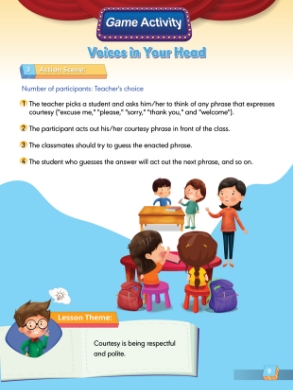 Game Activity
Voices in Your Head
Action Scene:
Number of participants: Teacher's choice
1 The teacher picks a student and asks him/her to think of any phrase that expresses
courtesy ("excuse me," "please," "sorry," "thank you," and "welcome").
2 The participant acts out his/her courtesy phrase in front of the class.
3 The classmates should try to guess the enacted phrase.
4 The student who guesses the answer will act out the next phrase, and so on.
Lesson Theme:
Courtesy is being respectful
and polite.